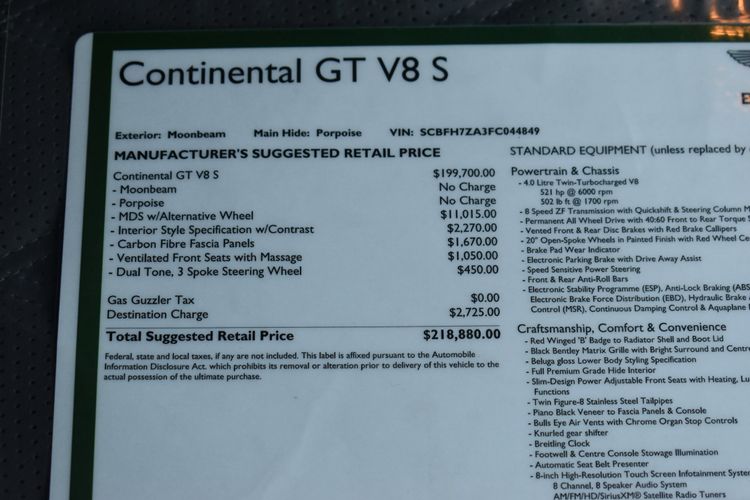 Continental GT V8 S
Exterior: Moonbeam Main Hide: Porpoise VIN: SCBFH7ZA3FC044849
MANUFACTURER'S SUGGESTED RETAIL PRICE
Continental GT V8 S $199,700.00
- Moonbeam No Charge
- Porpoise No Charge
- MDS w/Alternative Wheel $11,015.00
- Interior Style Specification w/Contrast $2,270.00
- Carbon Fibre Fascia Panels $1,670.00
- Ventilated Front Seats with Massage $1,050.00
- Dual Tone, 3 Spoke Steering Wheel $450.00
Gas Guzzler Tax $0.00
Destination Charge $2,725.00
Total Suggested Retail Price $218,880.00
Federal, state and local taxes, if any are not included. This label is affixed pursuant to the Automobile
Information Disclosure Act. which prohibits its removal or alteration prior to delivery of this vehicle to the
actual possession of the ultimate purchase.
STANDARD EQUIPMENT (unless replaced by
Powertrain & Chassis
- 4.0 Litre Twin-Turbocharged V8
521 hp @ 6000 rpm
502 lb ft @ 1700 rpm
- 8 Speed ZF Transmission with Quickshift & Steering Column M
- Permanent All Wheel Drive with 40:60 Front to Rear Torque
- Vented Front & Rear Disc Brakes with Red Brake Callipers
- 20" Open-Spoke Wheels in Painted Finish with Red Wheel Ce
- Brake Pad Wear Indicator
- Electronic Parking Brake with Drive Away Assist
- Speed Sensitive Power Steering
- Front & Rear Anti-Roll Bars
- Electronic Stability Programme (ESP), Anti-Lock Braking (ABS
Electronic Brake Force Distribution (EBD), Hydraulic Brake
Control (MSR), Continuous Damping Control & Aquaplane
Craftsmanship, Comfort & Convenience
- Red Winged 'B' Badge to Radiator Shell and Boot Lid
- Black Bentley Matrix Grille with Bright Surround and Centre
- Beluga gloss Lower Body Styling Specification
- Full Premium Grade Hide Interior
- Slim-Design Power Adjustable Front Seats with Heating, Lu
Functions
- Twin Figure-8 Stainless Steel Tailpipes
- Piano Black Veneer to Fascia Panels & Console
- Bulls Eye Air Vents with Chrome Organ Stop Controls
- Knurled gear shifter
- Breitling Clock
- Footwell & Centre Console Stowage Illumination
- Automatic Seat Belt Presenter
- 8-inch High-Resolution Touch Screen Infotainment Syste
8 Channel, 8 Speaker Audio System
AM/FM/HD/SiriusXM® Satellite Radio Tuners